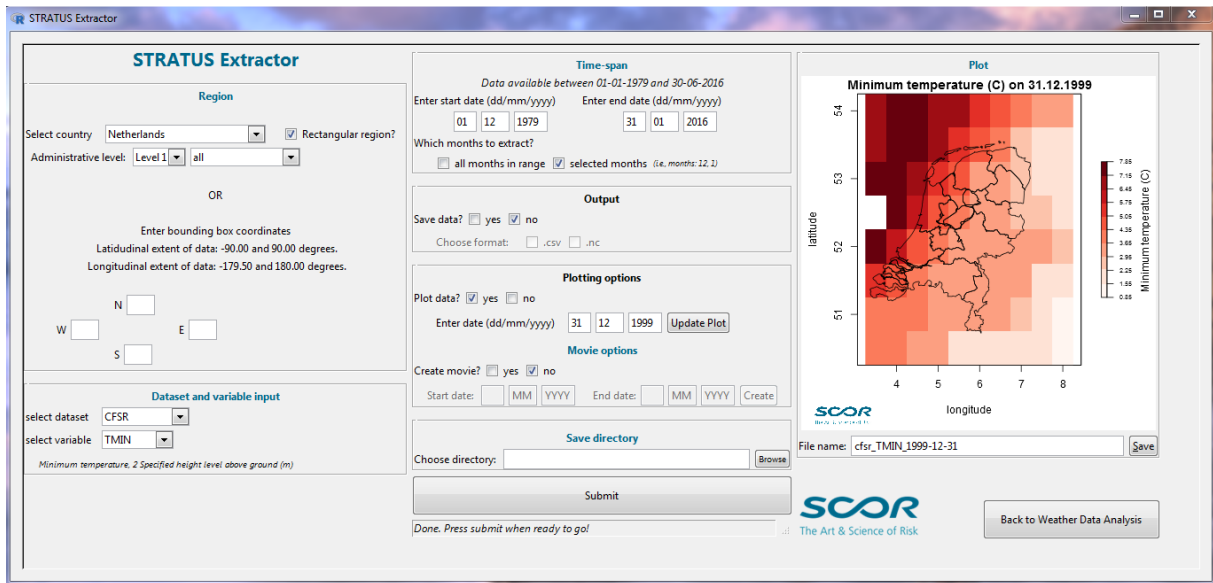 STRATUS Extractor
STRATUS Extractor
Region
Select country Netherlands Rectangular region?
Administrative level: Level 1 all
OR
Enter bounding box coordinates
Latidudinal extent of data: -90.00 and 90.00 degrees.
Longitudinal extent of data: -179.50 and 180.00 degrees.
N
W E
S
Dataset and variable input
select dataset CFSR
select variable TMIN
Minimum temperature, 2 Specified height level above ground (m)
Time-span
Data available between 01-01-1979 and 30-06-2016
Enter start date (dd/mm/yyyy) Enter end date (dd/mm/yyyy)
01 12 1979 31 01 2016
Which months to extract?
all months in range selected months (i.e., months: 12, 1)
Output
Save data? yes no
Choose format: .csv .nc
Plotting options
Plot data? yes no
Enter date (dd/mm/yyyy) 31 12 1999 Update Plot
Movie options
Create movie? yes no
Start date: MM YYYY End date: MM YYYY Create
Save directory
Choose directory: Browse
Submit
Done. Press submit when ready to go!
Plot
Minimum temperature (C) on 31.12.1999
latitude
54
53
52
51
4 5 6 7 8
longitude
7.85
7.15
6.45
5.75
5.05
4.35
3.65
2.95
2.25
1.55
0.85
Minimum temperature (C)
SCOR
The Art & Science of Risk
File name: cfsr_TMIN_1999-12-31 Save
SCOR
The Art & Science of Risk
Back to Weather Data Analysis